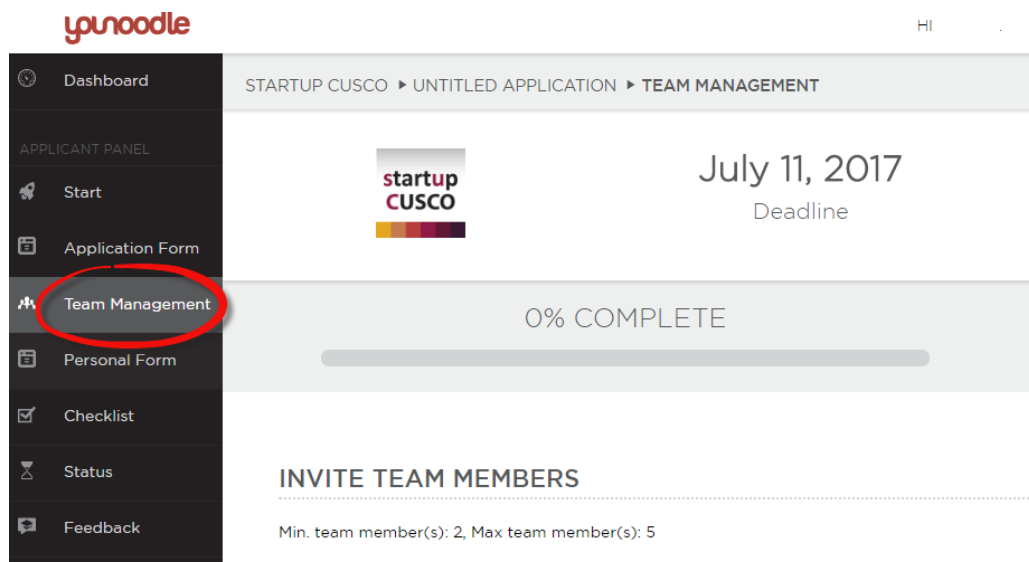 younoodle
HI .
Dashboard
STARTUP CUSCO ▶ UNTITLED APPLICATION ▶ TEAM MANAGEMENT
APPLICANT PANEL
Start
Application Form
Team Management
Personal Form
Checklist
Status
Feedback
startup
CUSCO
July 11, 2017
Deadline
0% COMPLETE
INVITE TEAM MEMBERS
Min. team member(s): 2, Max team member(s): 5